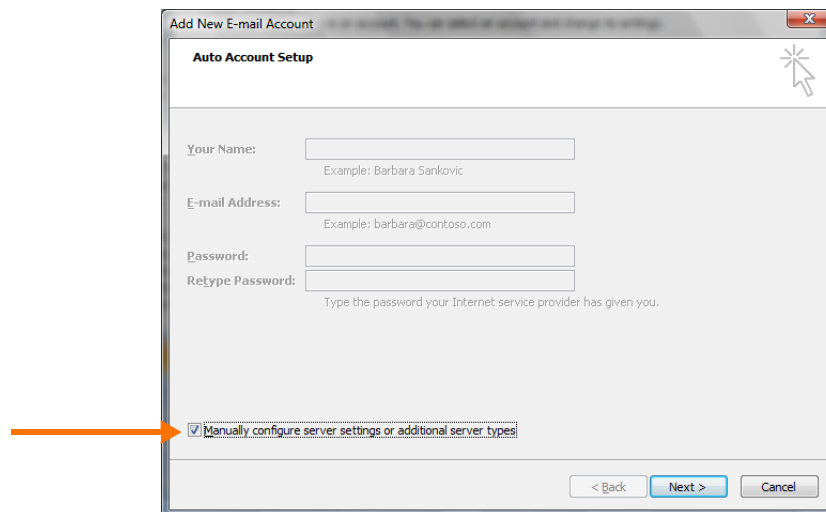 Add New E-mail Account
Auto Account Setup
Your Name:
Example: Barbara Sankovic
E-mail Address:
Example: barbara@contoso.com
Password:
Retype Password:
Type the password your Internet service provider has given you.
Manually configure server settings or additional server types
< Back Next > Cancel